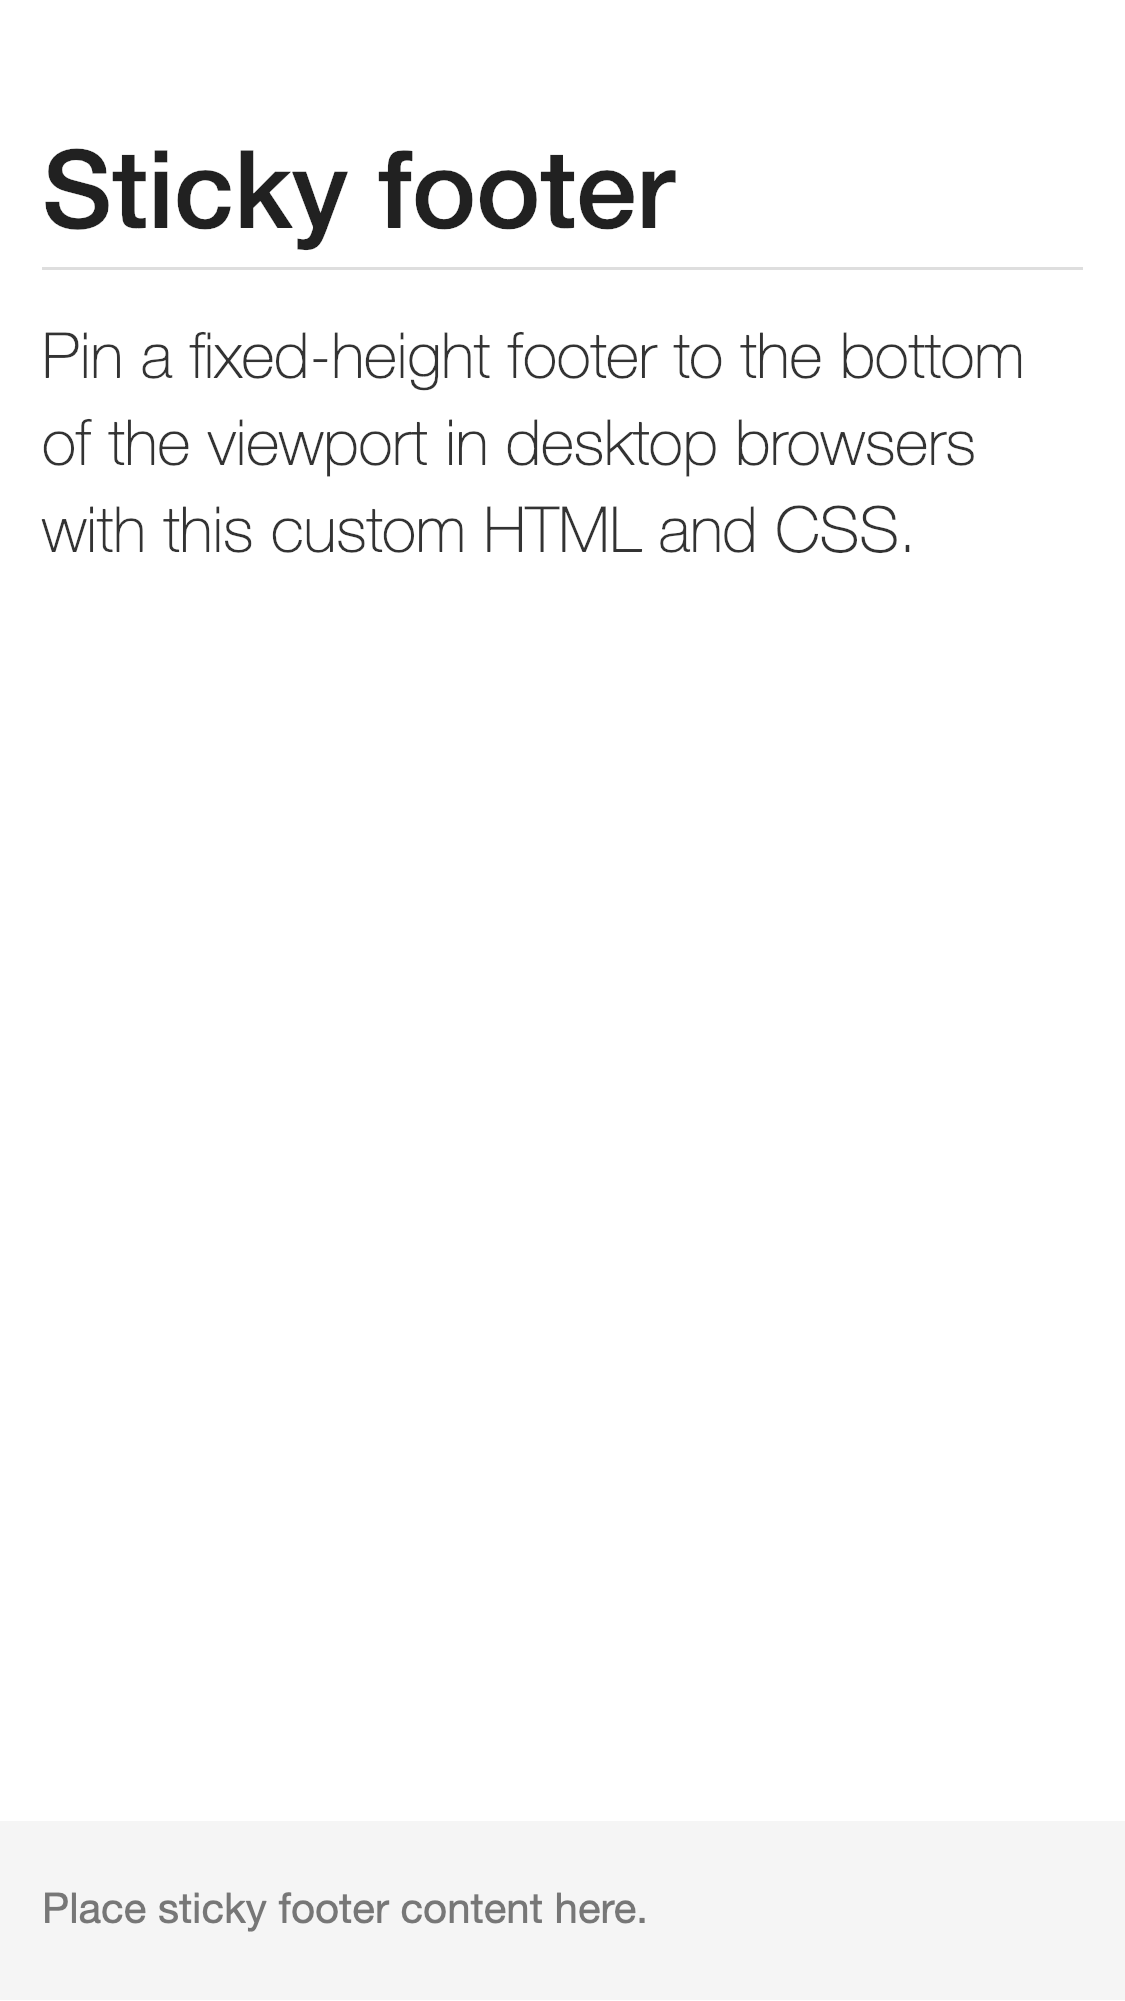 Sticky footer
Pin a fixed-height footer to the bottom
of the viewport in desktop browsers
with this custom HTML and CSS.
Place sticky footer content here.